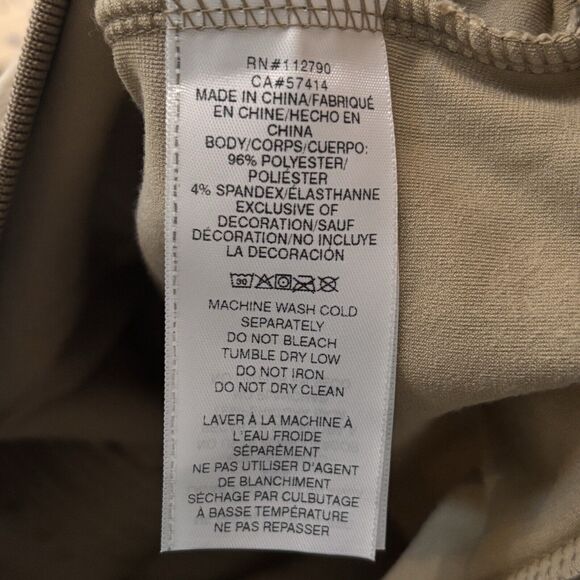 RN#112790
CA#57414
MADE IN CHINA/FABRIQUÉ
EN CHINE/HECHO EN
CHINA
BODY/CORPS/CUERPO:
96% POLYESTER/
POLIÉSTER
4% SPANDEX/ÉLASTHANNE
EXCLUSIVE OF
DECORATION/SAUF
DÉCORATION/NO INCLUYE
LA DECORACIÓN
30
MACHINE WASH COLD
SEPARATELY
DO NOT BLEACH
TUMBLE DRY LOW
DO NOT IRON
DO NOT DRY CLEAN
LAVER À LA MACHINE À
L'EAU FROIDE
SÉPARÉMENT
NE PAS UTILISER D'AGENT
DE BLANCHIMENT
SÉCHAGE PAR CULBUTAGE
À BASSE TEMPÉRATURE
NE PAS REPASSER